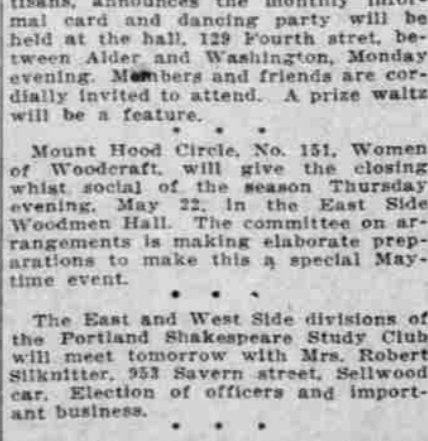 tisans, announces the monthly infor-
mal card and dancing party will be
held at the hall, 129 Fourth stret, be-
tween Alder and Washington, Monday
evening. Members and friends are cor-
dially invited to attend. A prize waltz
will be a feature.
• • •
Mount Hood Circle, No. 151, Women
of Woodcraft, will give the closing
whist social of the season Thursday
evening, May 22, in the East Side
Woodmen Hall. The committee on ar-
rangements is making elaborate prep-
arations to make this a special May-
time event.
• • •
The East and West Side divisions of
the Portland Shakespeare Study Club
will meet tomorrow with Mrs. Robert
Silknitter, 953 Savern street, Sellwood
car. Election of officers and import-
ant business.
• • •